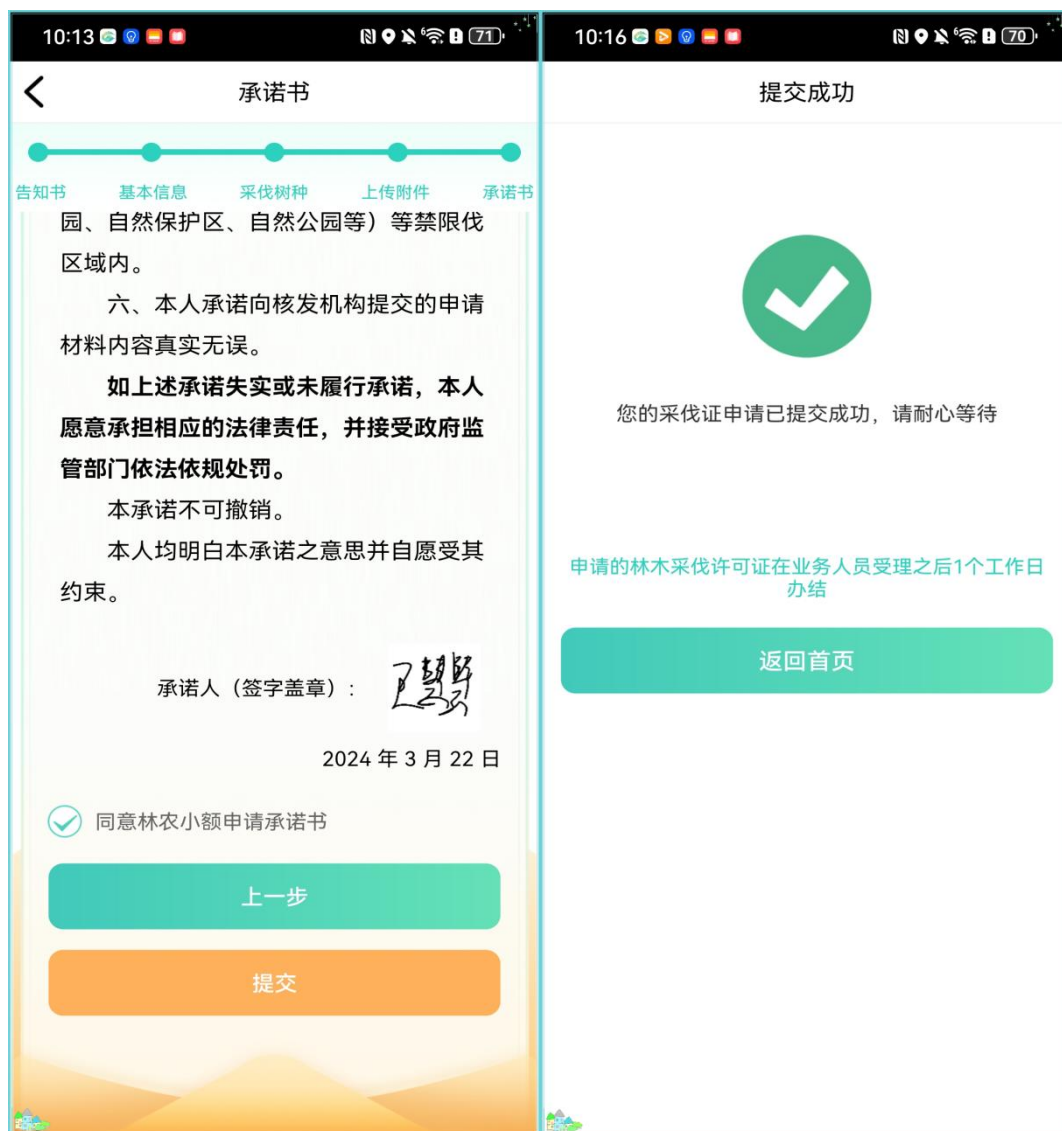 10:13
71
承诺书
告知书 基本信息 采伐树种 上传附件 承诺书
园、自然保护区、自然公园等）等禁限伐
区域内。
六、本人承诺向核发机构提交的申请
材料内容真实无误。
如上述承诺失实或未履行承诺，本人
愿意承担相应的法律责任，并接受政府监
管部门依法依规处罚。
本承诺不可撤销。
本人均明白本承诺之意思并自愿受其
约束。
承诺人（签字盖章）：
2024 年 3 月 22 日
同意林农小额申请承诺书
上一步
提交
10:16
70
提交成功
您的采伐证申请已提交成功，请耐心等待
申请的林木采伐许可证在业务人员受理之后1个工作日
办结
返回首页